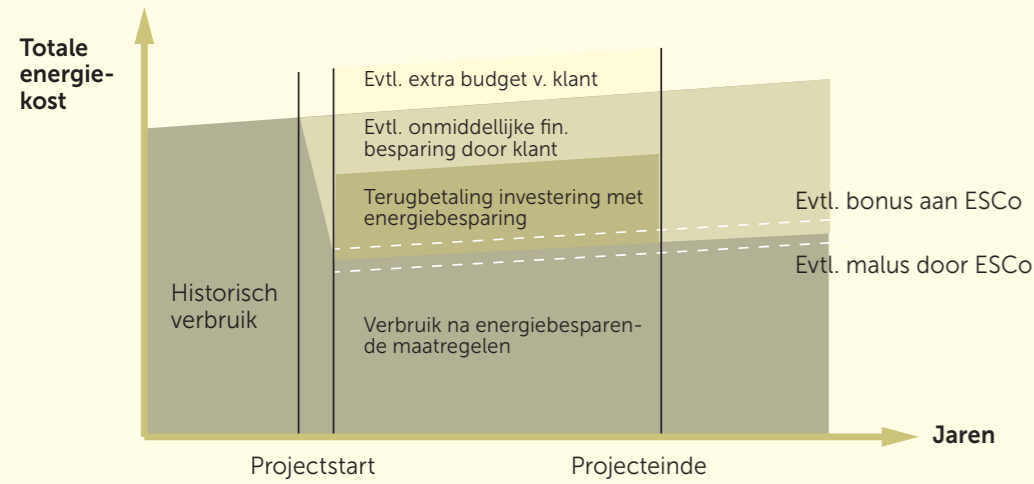 Totale
energie-
kost
Evtl. extra budget v. klant
Evtl. onmiddellijke fin.
besparing door klant
Terugbetaling investering met
energiebesparing
Evtl. bonus aan ESCo
Evtl. malus door ESCo
Historisch
verbruik
Verbruik na energiebesparen-
de maatregelen
Jaren
Projectstart
Projecteinde